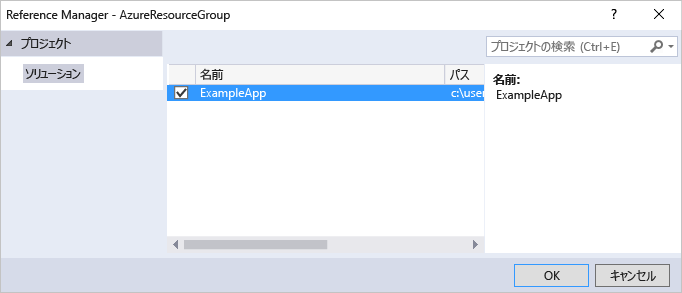 Reference Manager - AzureResourceGroup
? ×
プロジェクト
プロジェクトの検索 (Ctrl+E)
ソリューション
名前 パス
ExampleApp c:\user
名前:
ExampleApp
OK キャンセル